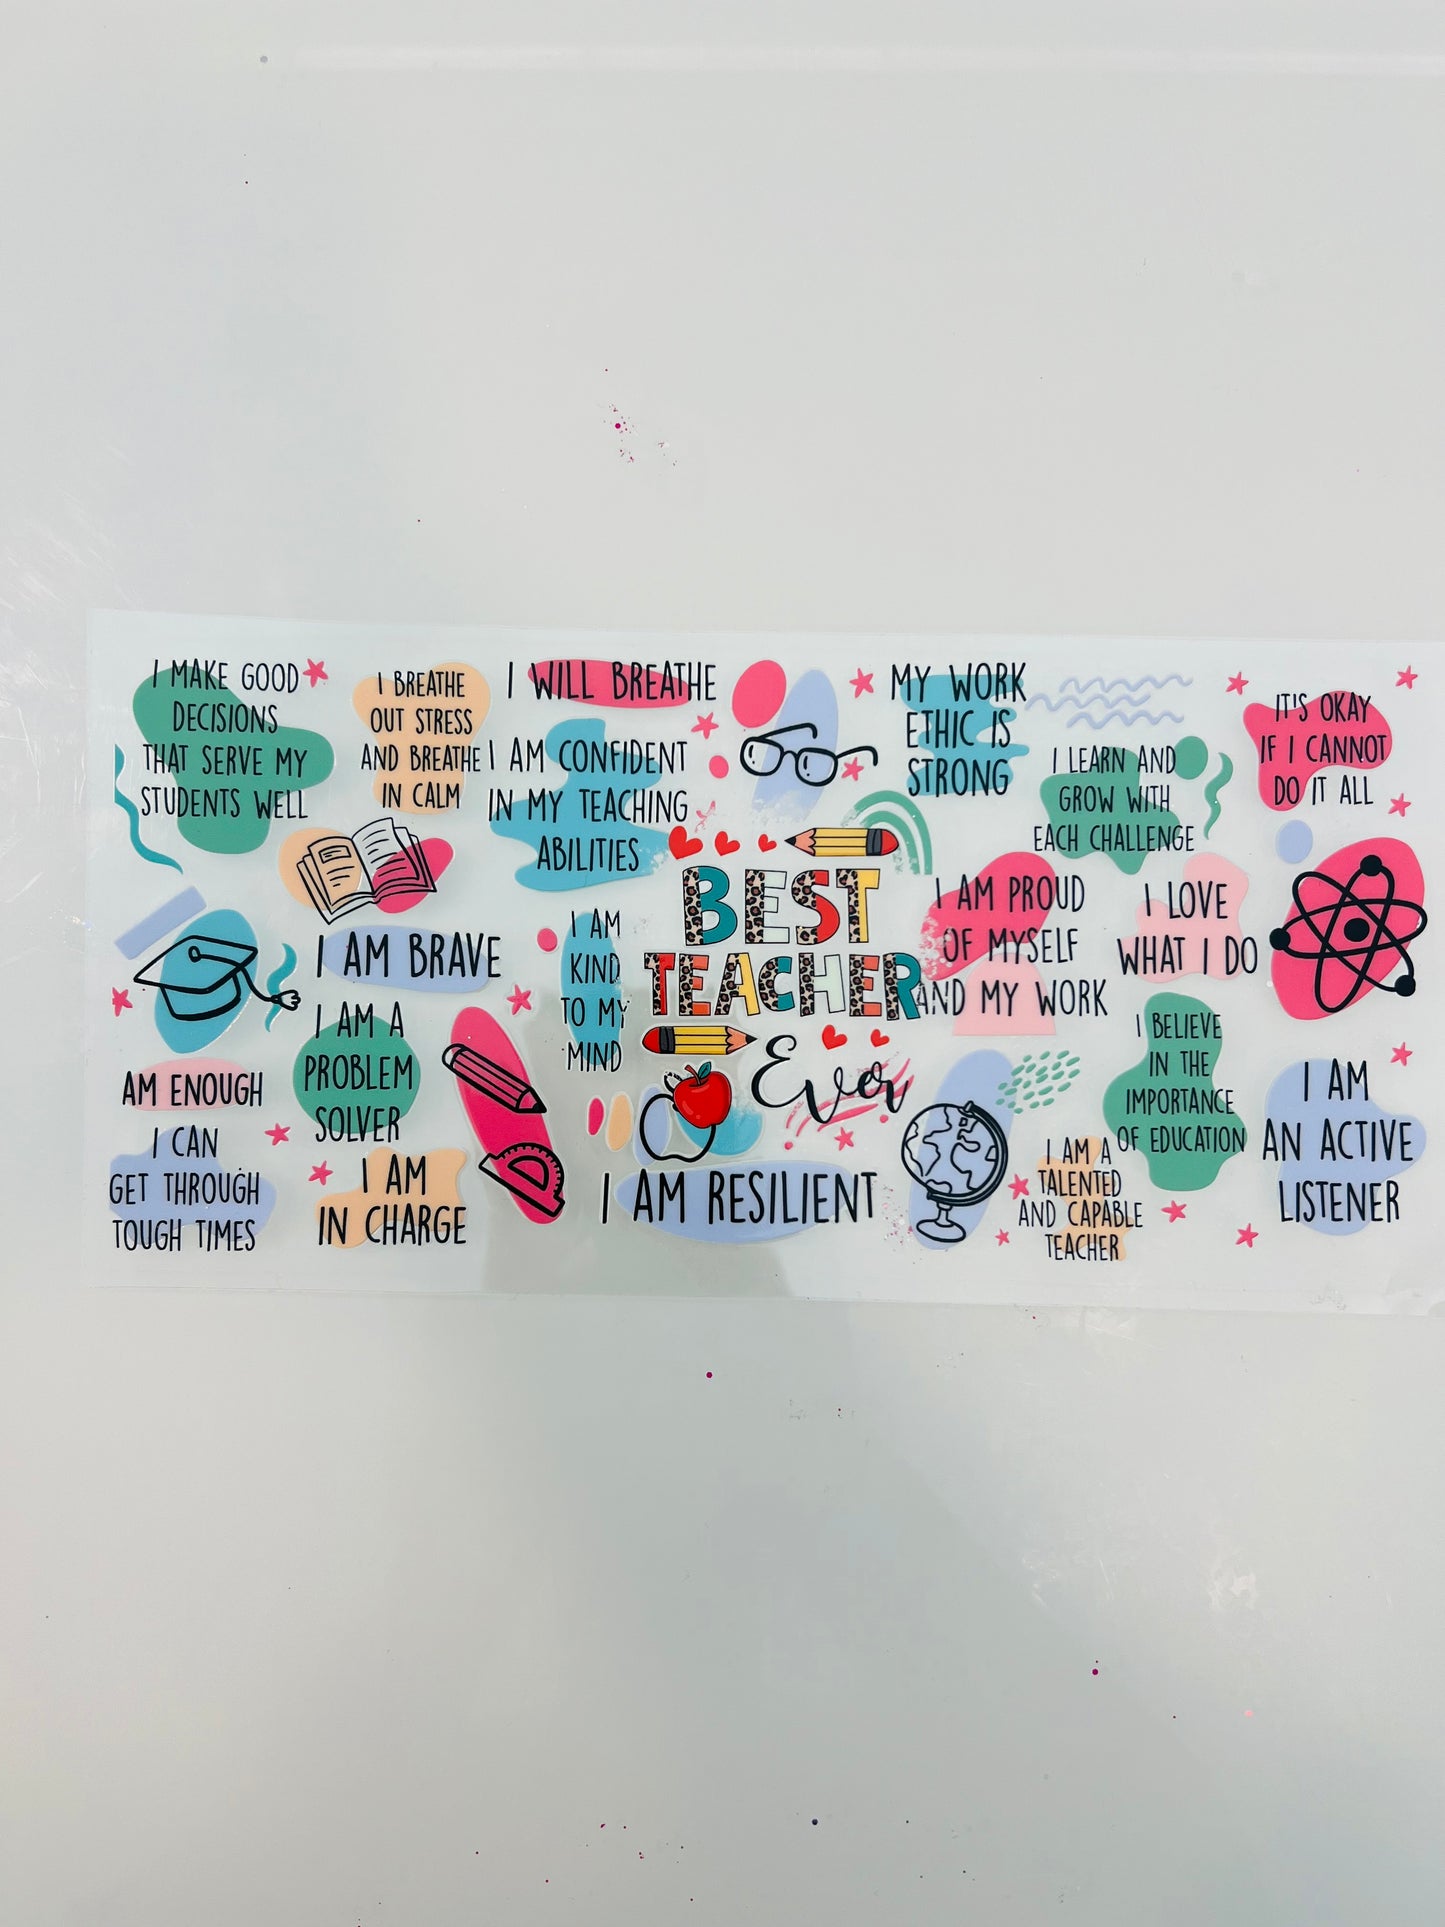 I MAKE GOOD
DECISIONS
THAT SERVE MY
STUDENTS WELL
I BREATHE
OUT STRESS
AND BREATHE
IN CALM
I WILL BREATHE
I AM CONFIDENT
IN MY TEACHING
ABILITIES
MY WORK
ETHIC IS
STRONG
I LEARN AND
GROW WITH
EACH CHALLENGE
IT'S OKAY
IF I CANNOT
DO IT ALL
I AM BRAVE
I AM
KIND
TO MY
MIND
BEST
TEACHER
Ever
I AM PROUD
OF MYSELF
AND MY WORK
I LOVE
WHAT I DO
AM ENOUGH
I CAN
GET THROUGH
TOUGH TIMES
I AM A
PROBLEM
SOLVER
I AM
IN CHARGE
I AM RESILIENT
I AM A
TALENTED
AND CAPABLE
TEACHER
I BELIEVE
IN THE
IMPORTANCE
OF EDUCATION
I AM
AN ACTIVE
LISTENER